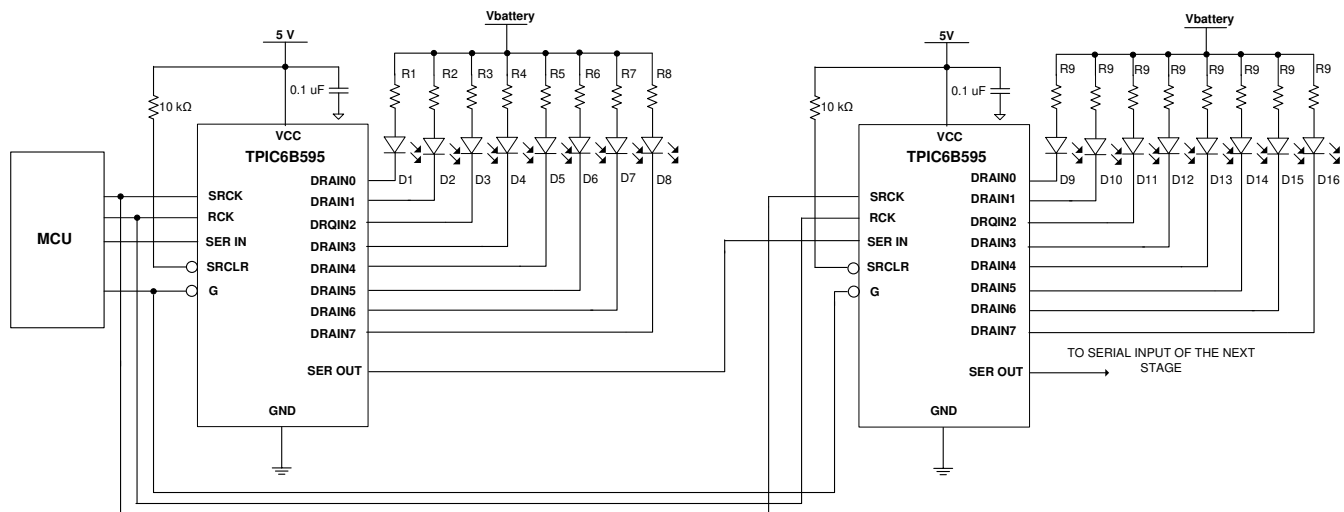 5 V
Vbattery
R1 R2 R3 R4 R5 R6 R7 R8
10 kΩ
0.1 uF
VCC
TPIC6B595
MCU
SRCK
RCK
SER IN
SRCLR
G
DRAIN0
DRAIN1
DRQIN2
DRAIN3
DRAIN4
DRAIN5
DRAIN6
DRAIN7
SER OUT
GND
D1 D2 D3 D4 D5 D6 D7 D8
5V
Vbattery
R9 R9 R9 R9 R9 R9 R9 R9
10 kΩ
0.1 uF
VCC
TPIC6B595
SRCK
RCK
SER IN
SRCLR
G
DRAIN0
DRAIN1
DRQIN2
DRAIN3
DRAIN4
DRAIN5
DRAIN6
DRAIN7
SER OUT
GND
D9 D10 D11 D12 D13 D14 D15 D16
TO SERIAL INPUT OF THE NEXT
STAGE